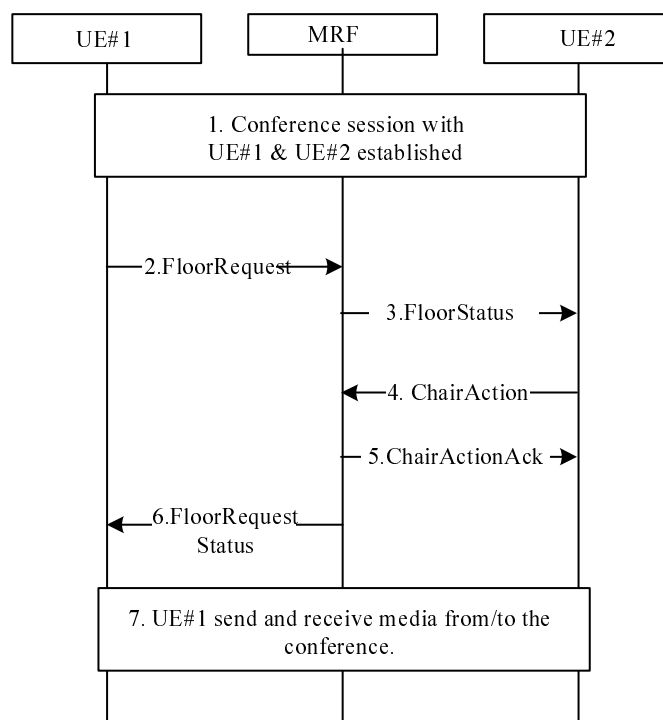 UE#1
MRF
UE#2
1. Conference session with
UE#1 & UE#2 established
2.FloorRequest
3.FloorStatus
4. ChairAction
5.ChairActionAck
6.FloorRequest
Status
7. UE#1 send and receive media from/to the
conference.